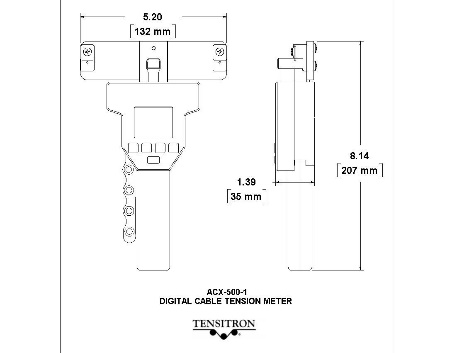 5.20
132 mm
8.14
207 mm
1.39
35 mm
ACX-500-1
DIGITAL CABLE TENSION METER
TENSITRON